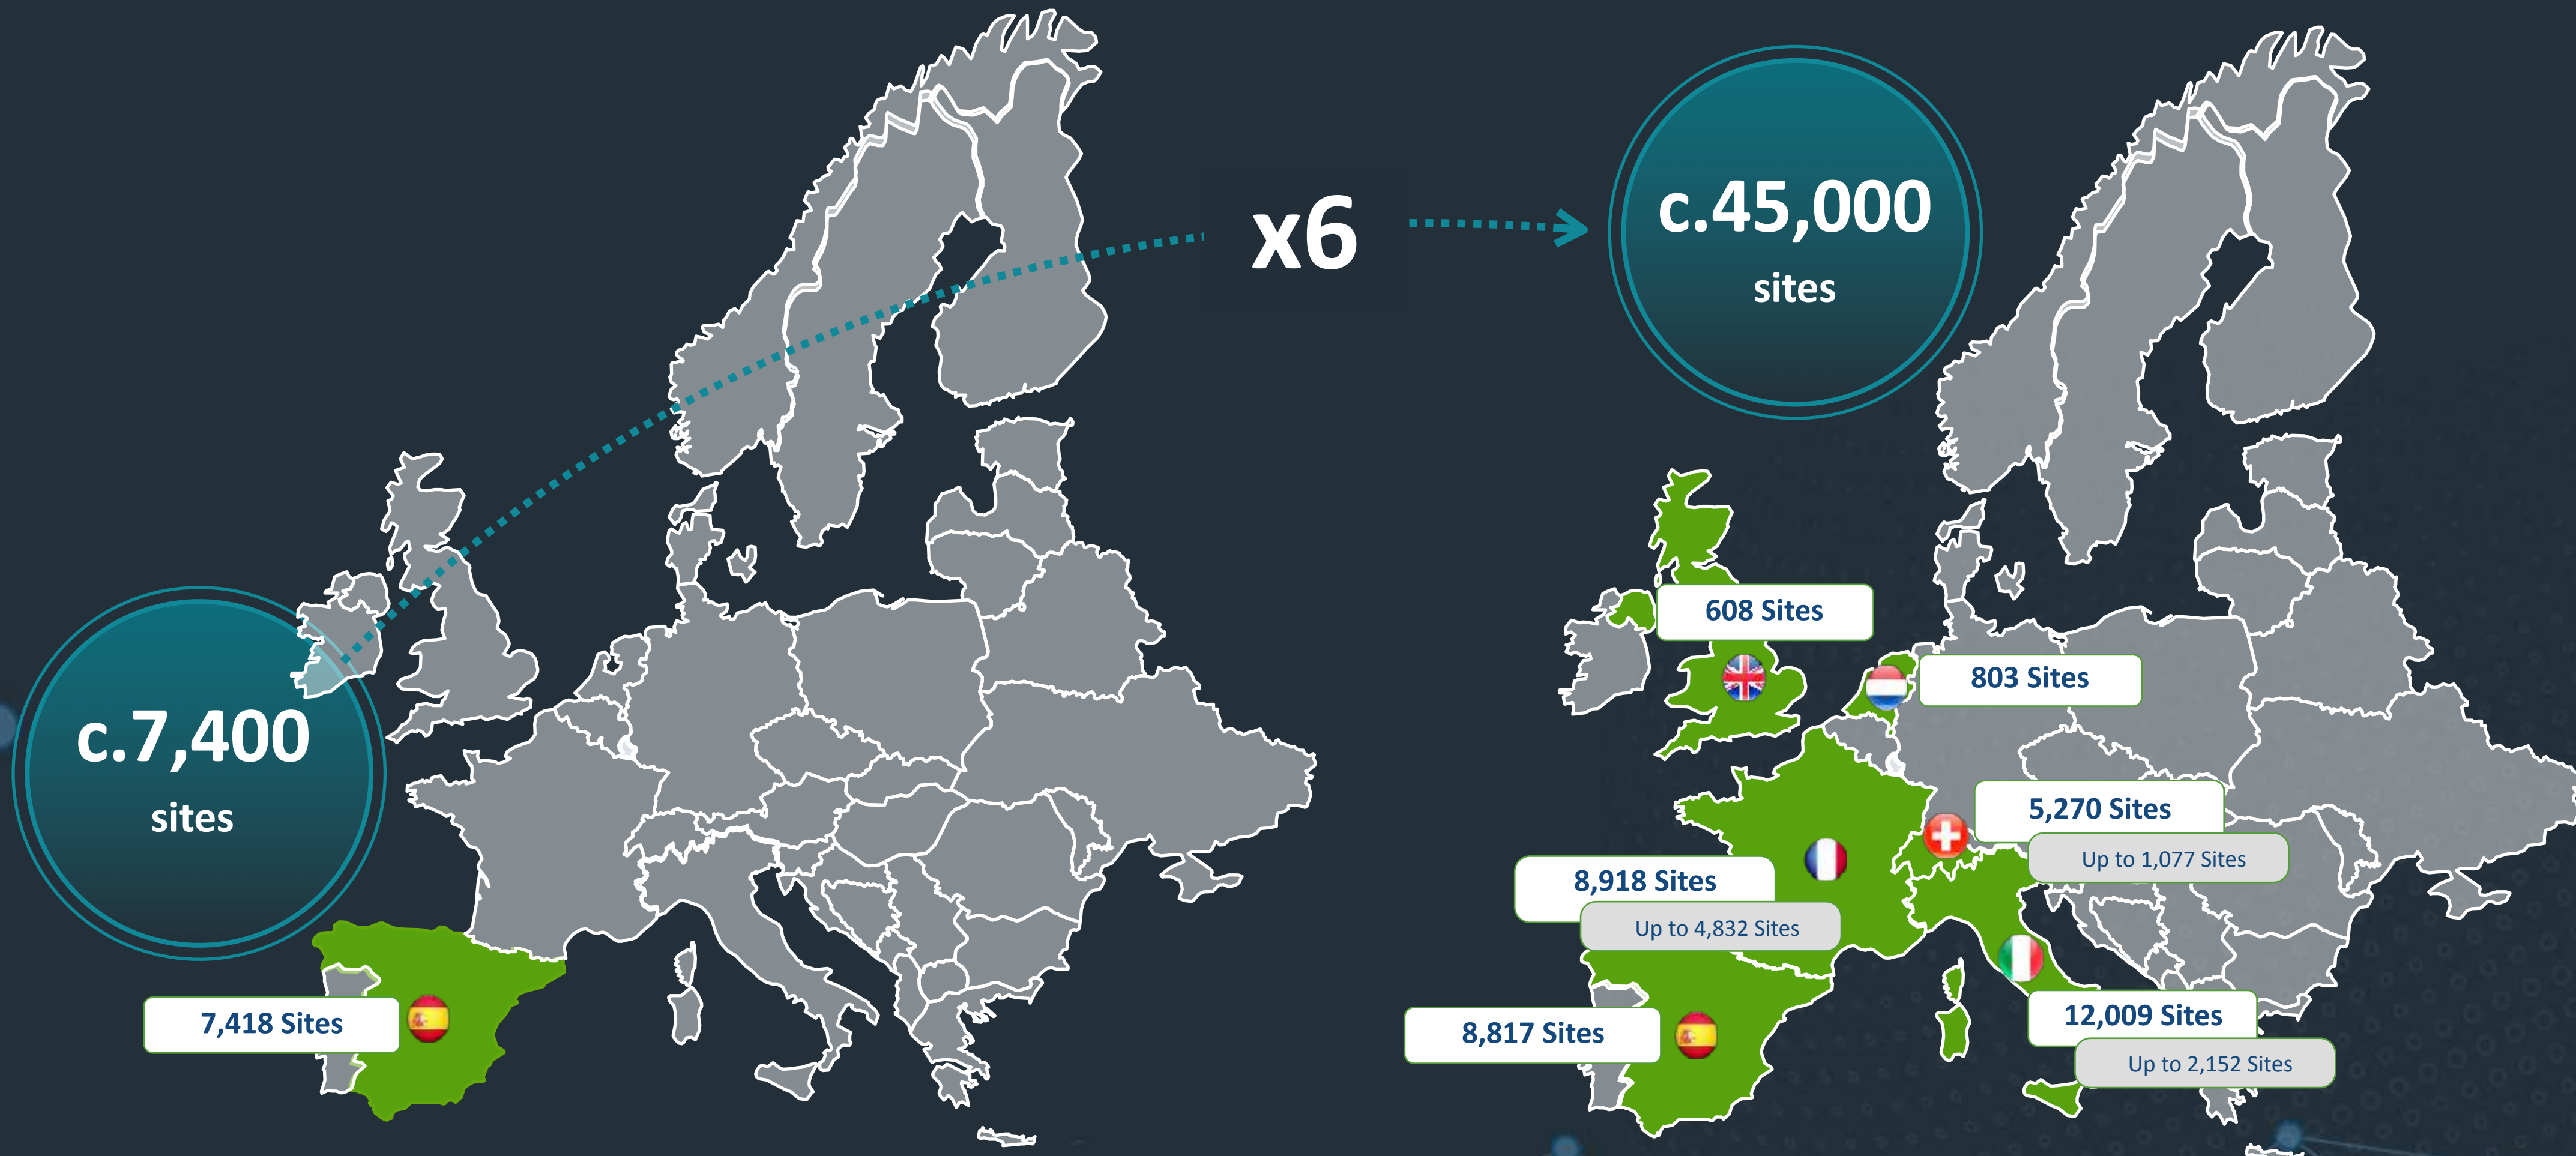 c.7,400
sites
7,418 Sites
x6
c.45,000
sites
608 Sites
803 Sites
5,270 Sites
Up to 1,077 Sites
8,918 Sites
Up to 4,832 Sites
8,817 Sites
12,009 Sites
Up to 2,152 Sites